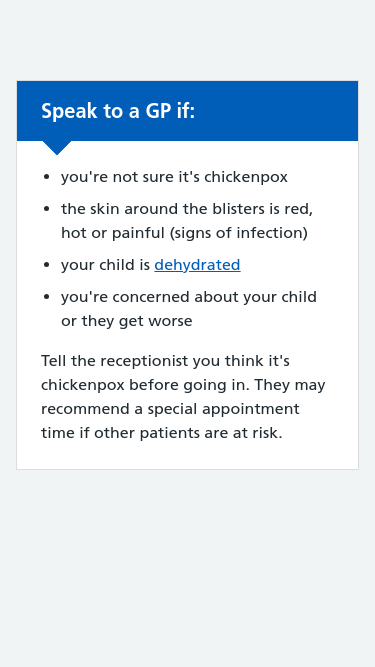 Speak to a GP if:
you're not sure it's chickenpox
the skin around the blisters is red,
hot or painful (signs of infection)
your child is dehydrated
you're concerned about your child
or they get worse
Tell the receptionist you think it's
chickenpox before going in. They may
recommend a special appointment
time if other patients are at risk.